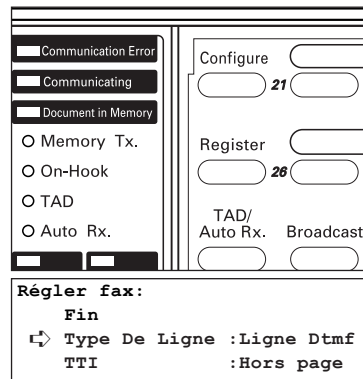 Communication Error
Communicating
Document in Memory
Memory Tx.
On-Hook
TAD
Auto Rx.
Configure
21
Register
26
TAD/
Auto Rx.
Broadcast
Régler fax:
Fin
Type De Ligne :Ligne Dtmf
TTI :Hors page